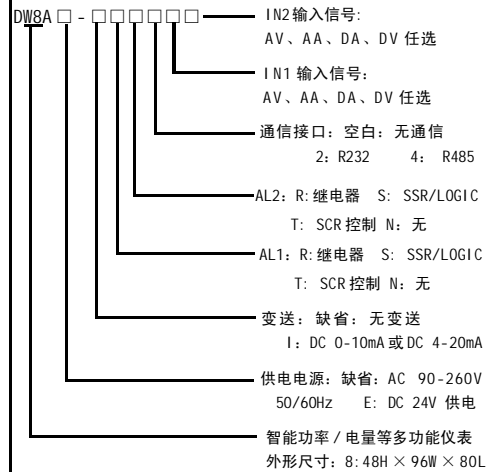 DW8A □ - □ □ □ □ □ □
IN2输入信号:
AV、AA、DA、DV 任选
IN1 输入信号:
AV、AA、DA、DV 任选
通信接口: 空白: 无通信
2: R232 4: R485
AL2: R:继电器 S: SSR/LOGIC
T: SCR 控制 N: 无
AL1: R:继电器 S: SSR/LOGIC
T: SCR 控制 N: 无
变送: 缺省: 无变送
I: DC 0-10mA 或 DC 4-20mA
供电电源: 缺省: AC 90-260V
50/60Hz E: DC 24V 供电
智能功率 / 电量等多功能仪表
外形尺寸: 8:48H × 96W × 80L